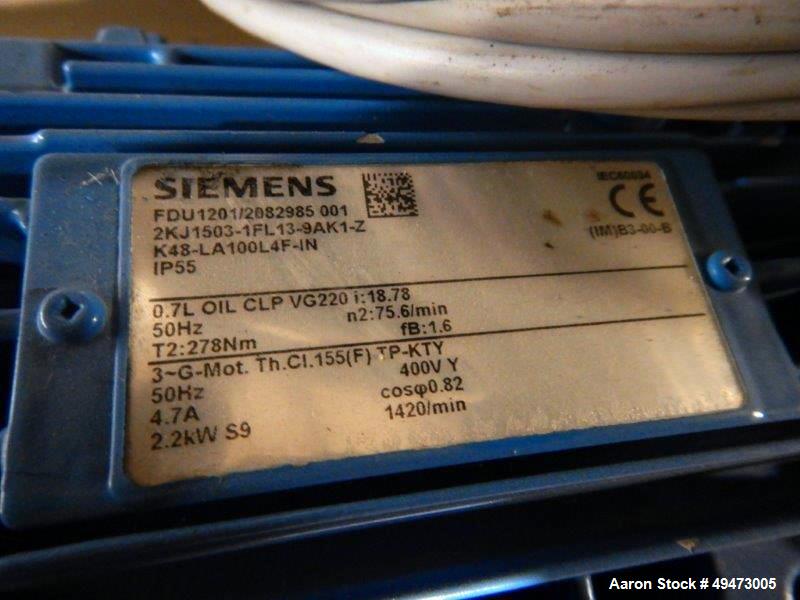 SIEMENS
IEC60034
FDU1201/2082985 001
CE
2KJ1503-1FL13-9AK1-Z
(IM)B3-00-B
K48-LA100L4F-IN
IP55
0.7L OIL CLP VG220 i:18.78
50Hz n2:75.6/min
T2:278Nm fB:1.6
3~G-Mot. Th.Cl.155(F) TP-KTY
50Hz 400V Y
4.7A cosφ0.82
2.2kW S9 1420/min
Aaron Stock # 49473005